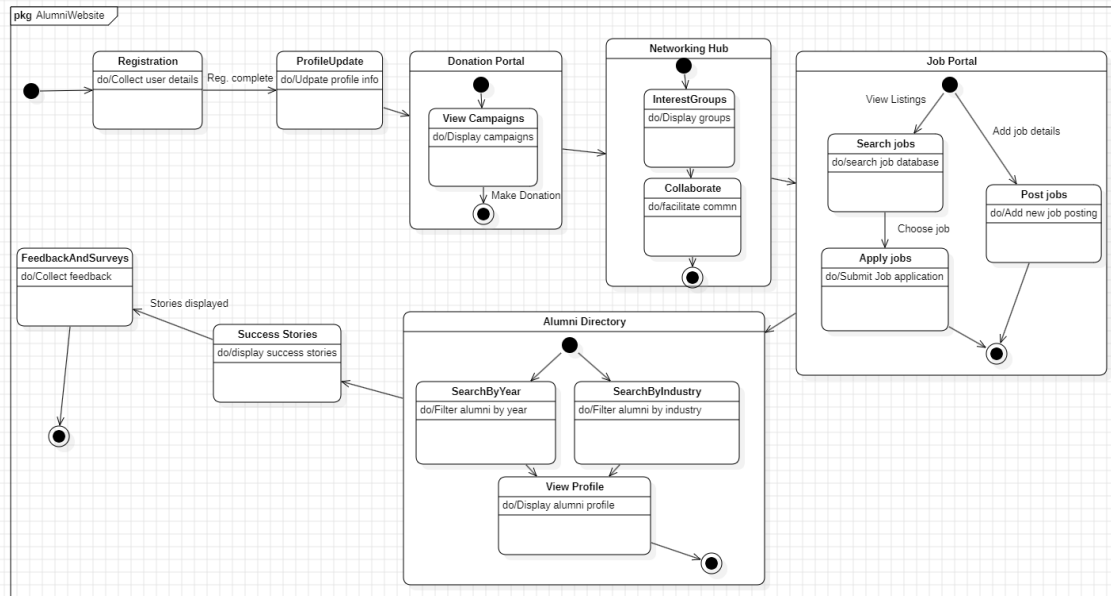 pkg AlumniWebsite
Registration
do/Collect user details
Reg. complete
ProfileUpdate
do/Udpate profile info
Donation Portal
View Campaigns
do/Display campaigns
Make Donation
Networking Hub
InterestGroups
do/Display groups
Collaborate
do/facilitate commn
Job Portal
View Listings
Add job details
Search jobs
do/search job database
Post jobs
do/Add new job posting
Choose job
Apply jobs
do/Submit Job application
Alumni Directory
SearchByYear
do/Filter alumni by year
SearchByIndustry
do/Filter alumni by industry
View Profile
do/Display alumni profile
Success Stories
do/display success stories
Stories displayed
FeedbackAndSurveys
do/Collect feedback